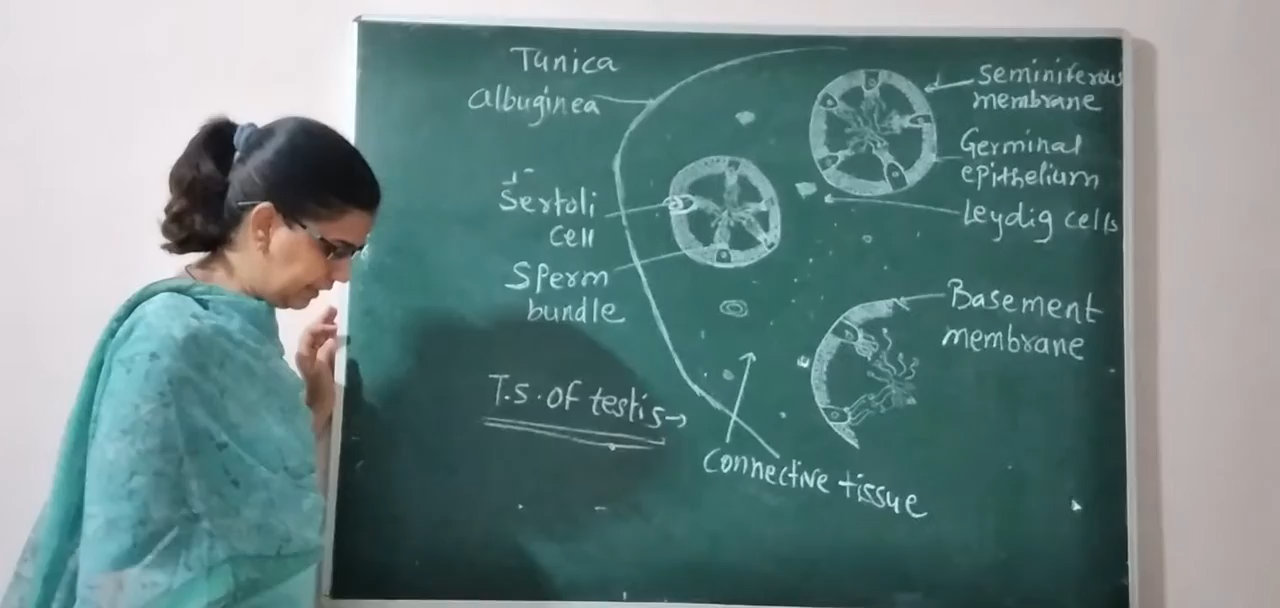 Tunica
albuginea
Sertoli
cell
Sperm
bundle
T.S. OF testis→
Seminiferous
membrane
Germinal
epithelium
Leydig cells
Basement
membrane
Connective tissue